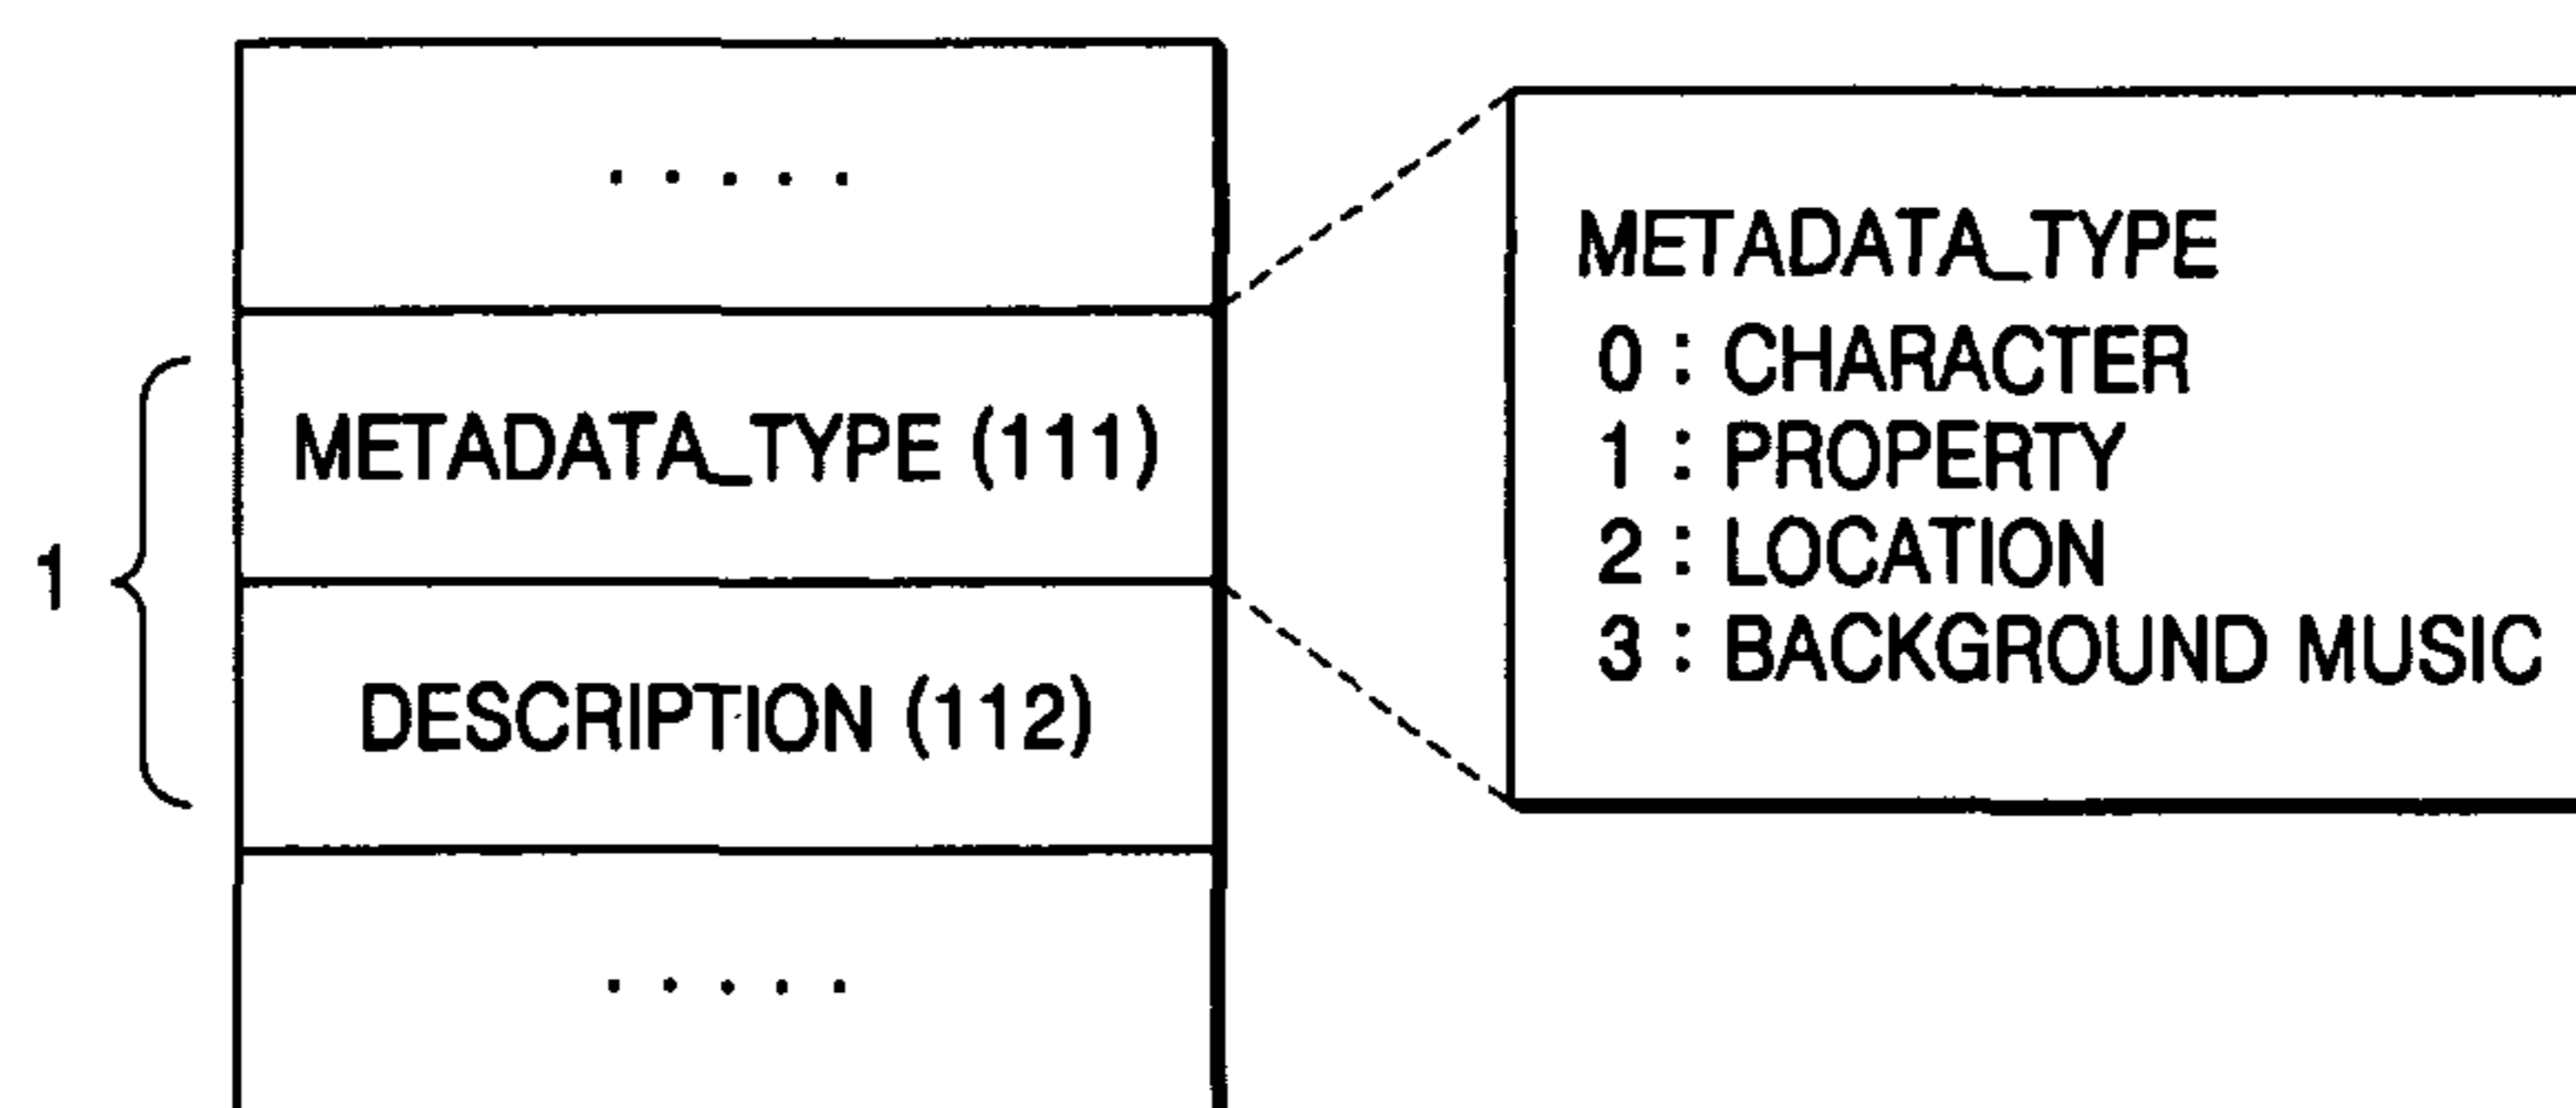 .....
METADATA_TYPE (111)
1
DESCRIPTION (112)
.....
METADATA_TYPE
0 : CHARACTER
1 : PROPERTY
2 : LOCATION
3 : BACKGROUND MUSIC